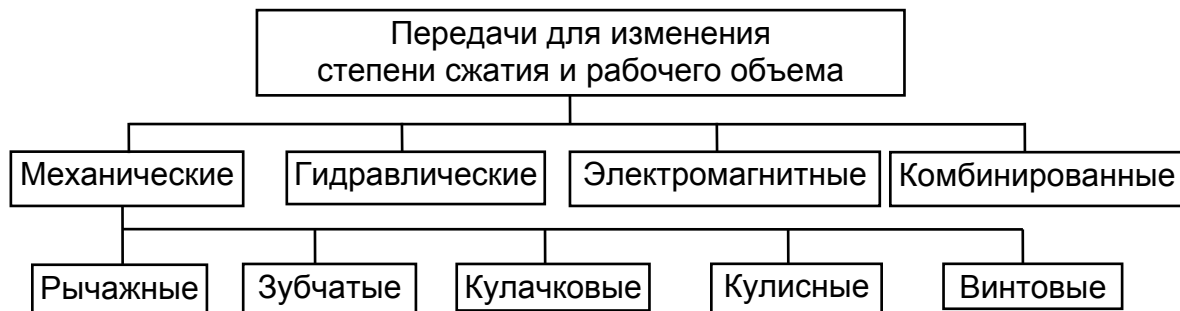 Передачи для изменения
степени сжатия и рабочего объема
Механические
Гидравлические
Электромагнитные
Комбинированные
Рычажные
Зубчатые
Кулачковые
Кулисные
Винтовые